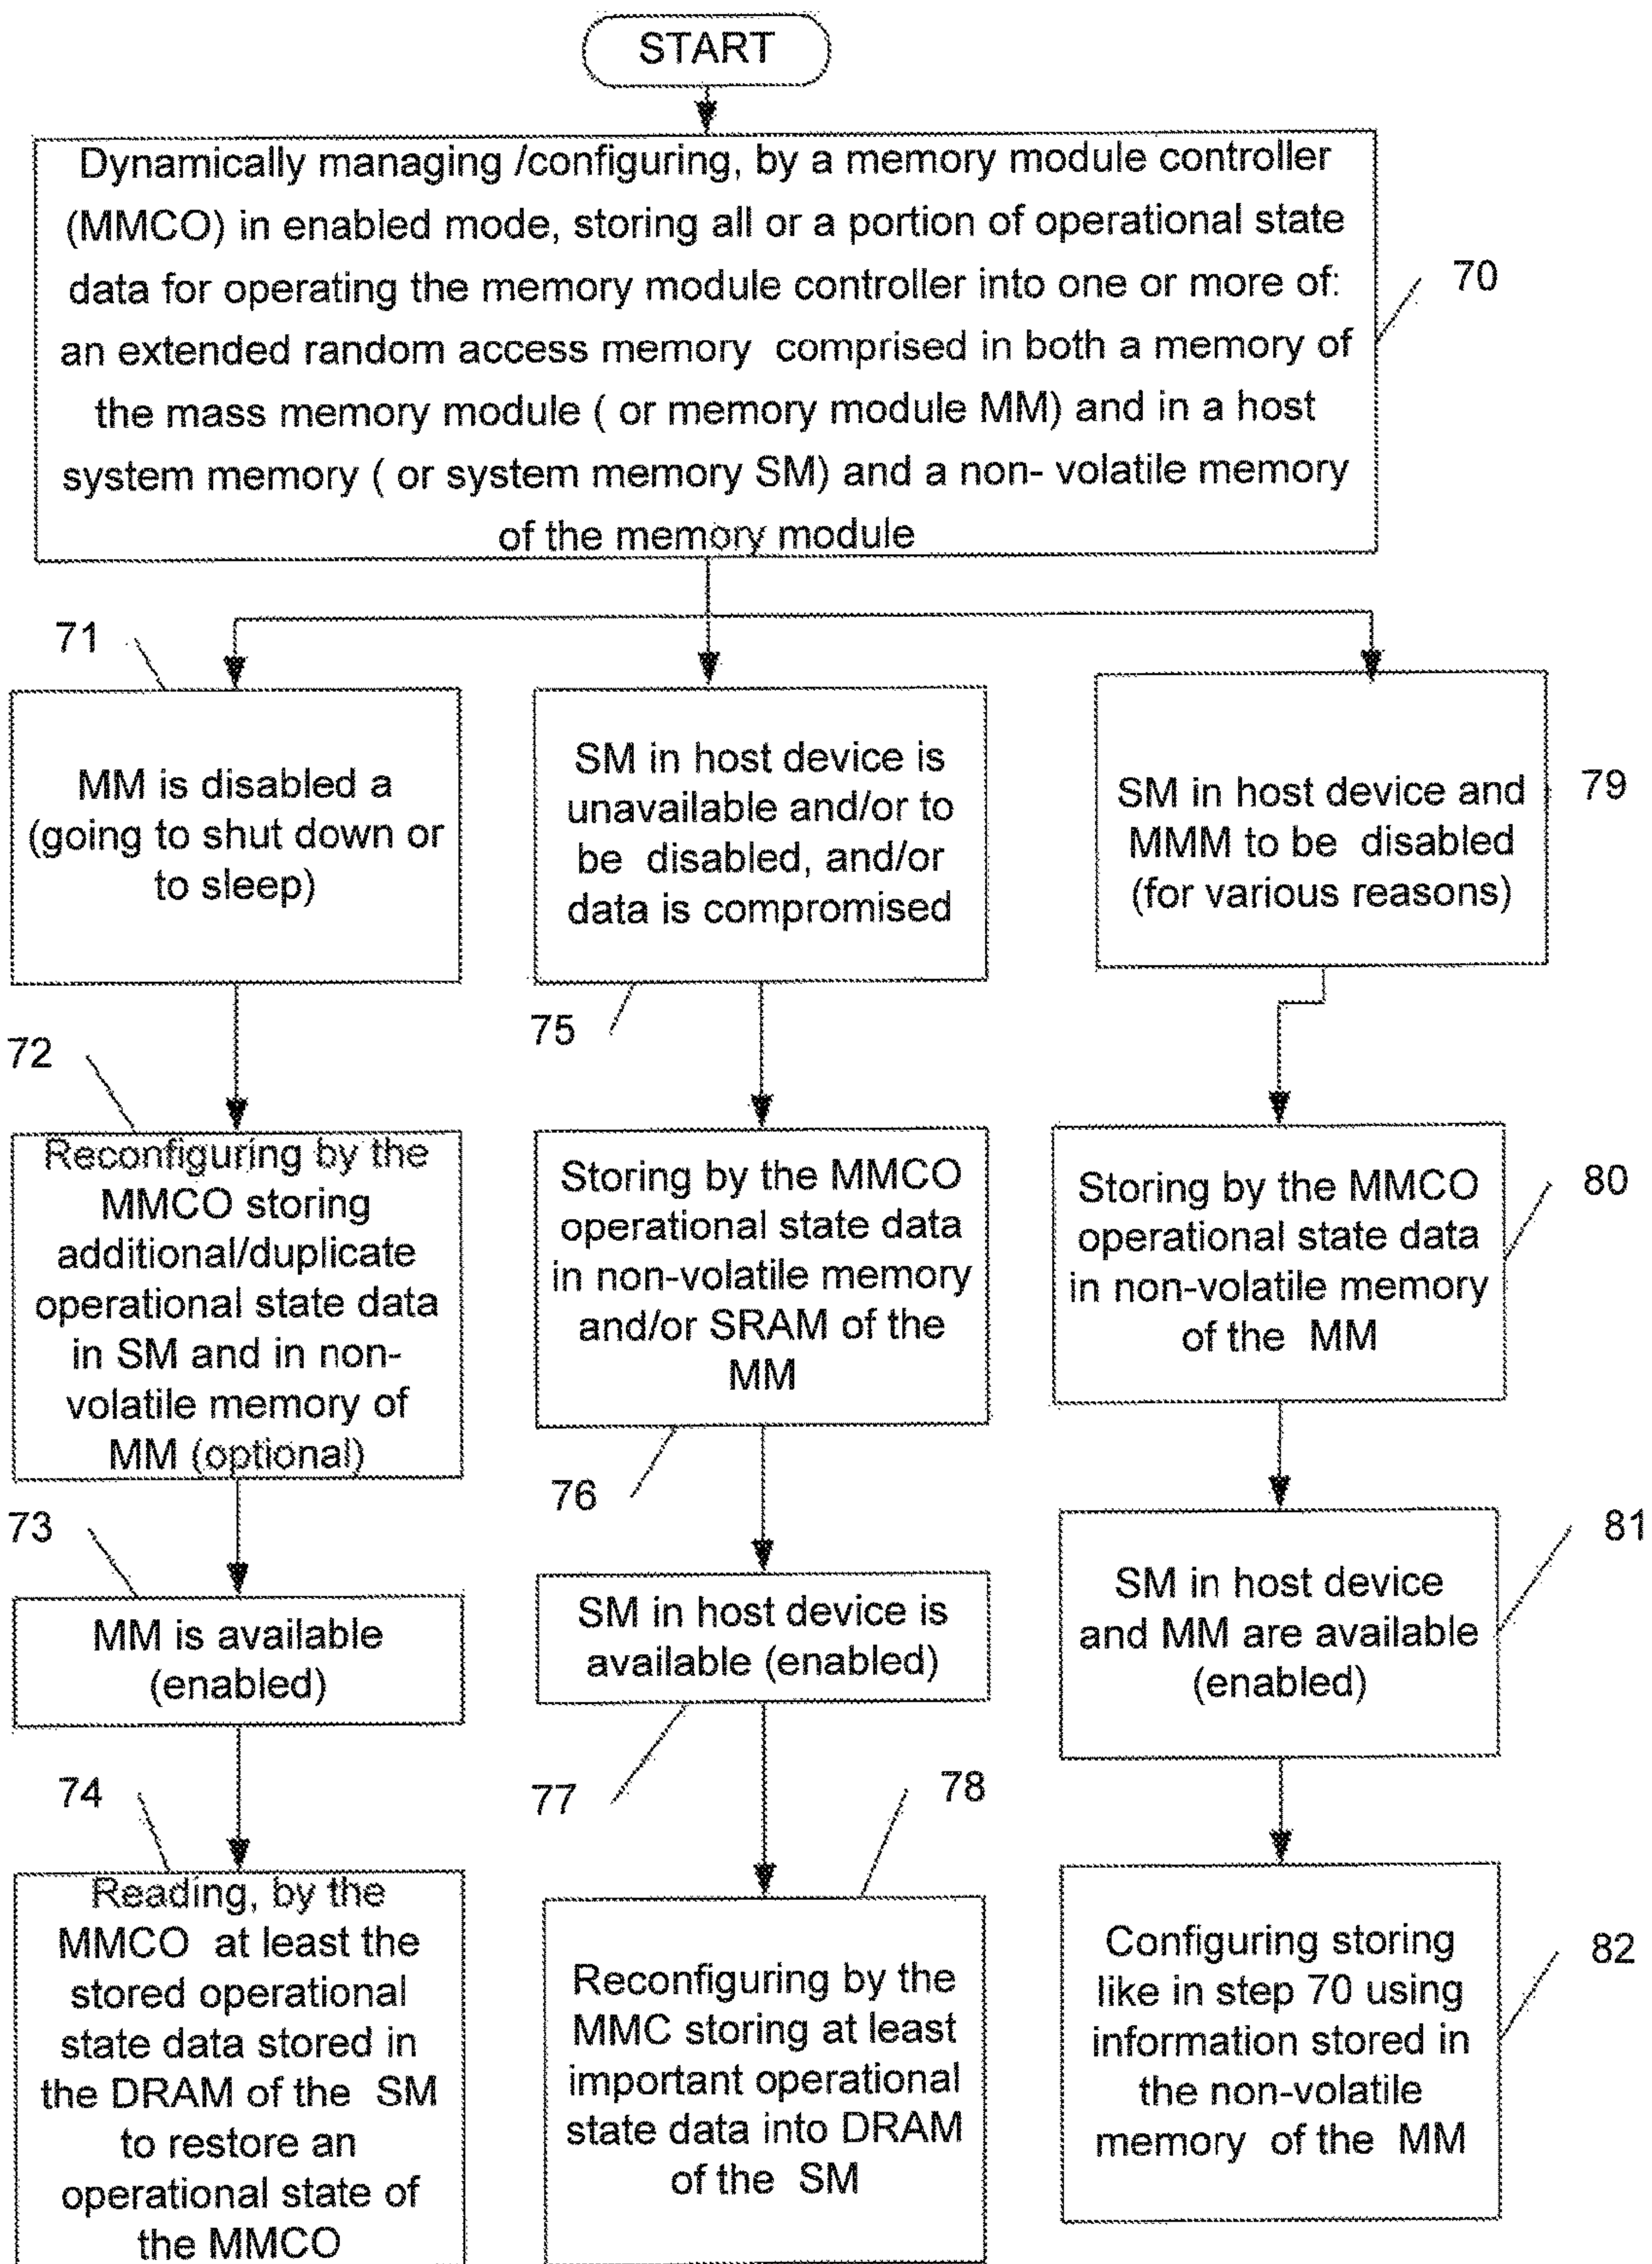 START
Dynamically managing /configuring, by a memory module controller
(MMCO) in enabled mode, storing all or a portion of operational state
data for operating the memory module controller into one or more of:
an extended random access memory comprised in both a memory of
the mass memory module ( or memory module MM) and in a host
system memory ( or system memory SM) and a non- volatile memory
of the memory module
70
71
MM is disabled a
(going to shut down or
to sleep)
72
Reconfiguring by the
MMCO storing
additional/duplicate
operational state data
in SM and in non-
volatile memory of
MM (optional)
73
MM is available
(enabled)
74
Reading, by the
MMCO at least the
stored operational
state data stored in
the DRAM of the SM
to restore an
operational state of
the MMCO
SM in host device is
unavailable and/or to
be disabled, and/or
data is compromised
75
Storing by the MMCO
operational state data
in non-volatile memory
and/or SRAM of the
MM
76
SM in host device is
available (enabled)
77
78
Reconfiguring by the
MMC storing at least
important operational
state data into DRAM
of the SM
SM in host device and
MMM to be disabled
(for various reasons)
79
Storing by the MMCO
operational state data
in non-volatile memory
of the MM
80
SM in host device
and MM are available
(enabled)
81
Configuring storing
like in step 70 using
information stored in
the non-volatile
memory of the MM
82